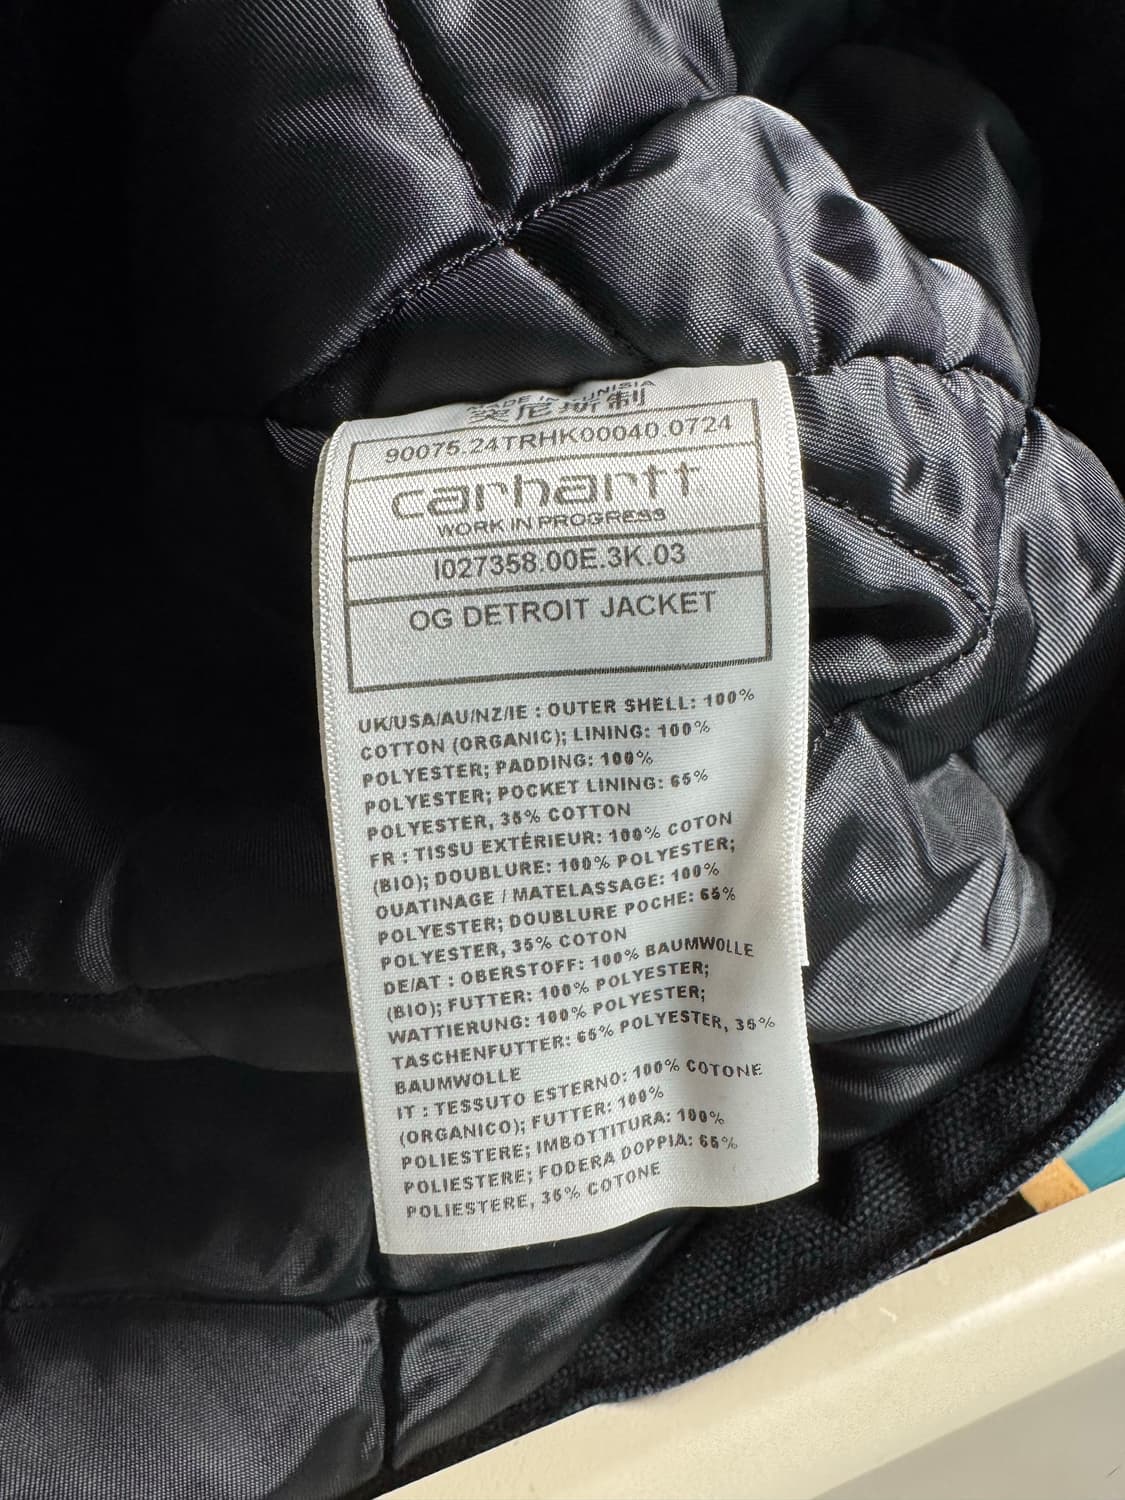 MADE IN TUNISIA
突尼斯制
90075.24TRHK00040.0724
carhartt
WORK IN PROGRESS
I027358.00E.3K.03
OG DETROIT JACKET
UK/USA/AU/NZ/IE : OUTER SHELL: 100%
COTTON (ORGANIC); LINING: 100%
POLYESTER; PADDING: 100%
POLYESTER; POCKET LINING: 65%
POLYESTER, 35% COTTON
FR : TISSU EXTÉRIEUR: 100% COTON
(BIO); DOUBLURE: 100% POLYESTER;
OUATINAGE / MATELASSAGE: 100%
POLYESTER; DOUBLURE POCHE: 65%
POLYESTER, 35% COTON
DE/AT : OBERSTOFF: 100% BAUMWOLLE
(BIO); FUTTER: 100% POLYESTER;
WATTIERUNG: 100% POLYESTER;
TASCHENFUTTER: 65% POLYESTER, 35%
BAUMWOLLE
IT : TESSUTO ESTERNO: 100% COTONE
(ORGANICO); FUTTER: 100%
POLIESTERE; IMBOTTITURA: 100%
POLIESTERE; FODERA DOPPIA: 65%
POLIESTERE, 35% COTONE